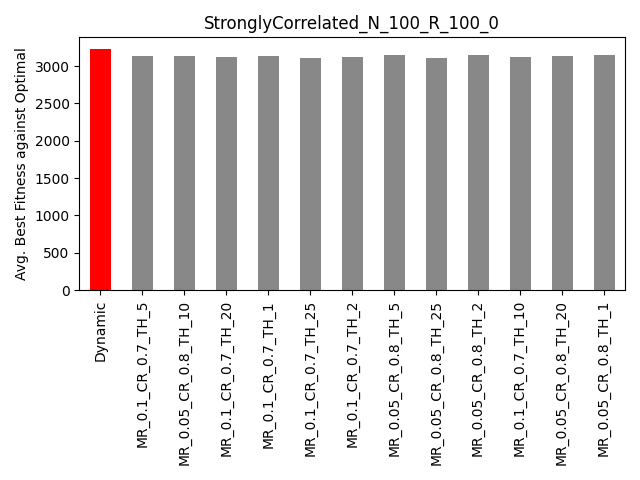 StronglyCorrelated_N_100_R_100_0
Avg. Best Fitness against Optimal
3000
2500
2000
1500
1000
500
0
Dynamic
MR_0.1_CR_0.7_TH_5
MR_0.05_CR_0.8_TH_10
MR_0.1_CR_0.7_TH_20
MR_0.1_CR_0.7_TH_1
MR_0.1_CR_0.7_TH_25
MR_0.1_CR_0.7_TH_2
MR_0.05_CR_0.8_TH_5
MR_0.05_CR_0.8_TH_25
MR_0.05_CR_0.8_TH_2
MR_0.1_CR_0.7_TH_10
MR_0.05_CR_0.8_TH_20
MR_0.05_CR_0.8_TH_1